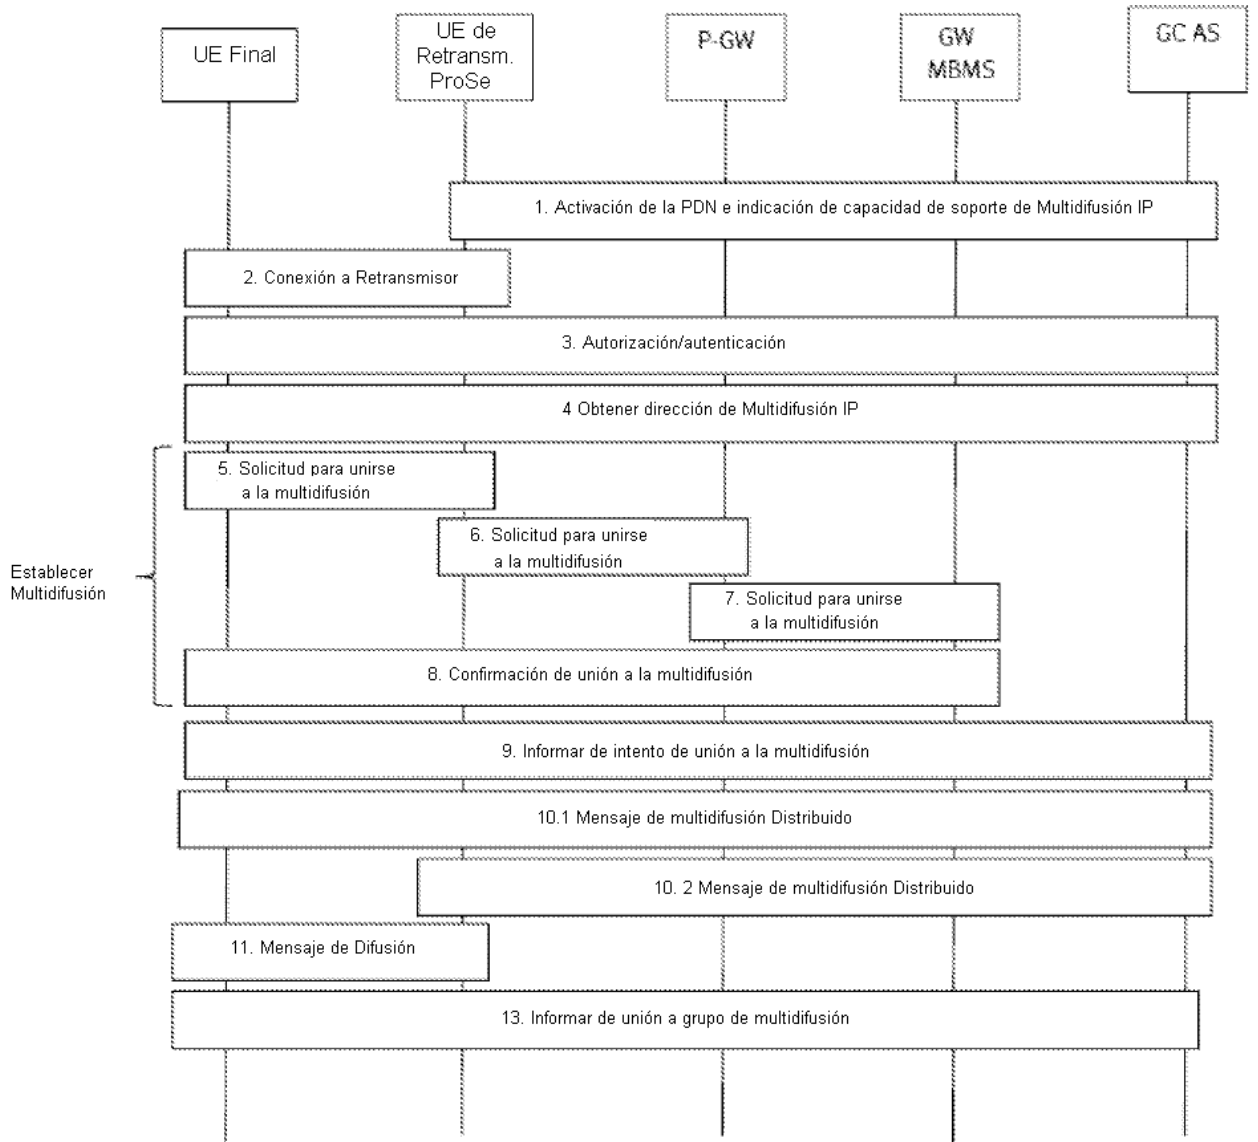 UE Final
UE de
Retransm.
ProSe
P-GW
GW
MBMS
GC AS
1. Activación de la PDN e indicación de capacidad de soporte de Multidifusión IP
2. Conexión a Retransmisor
3. Autorización/autenticación
4 Obtener dirección de Multidifusión IP
5. Solicitud para unirse
a la multidifusión
6. Solicitud para unirse
a la multidifusión
Establecer
Multidifusión
7. Solicitud para unirse
a la multidifusión
8. Confirmación de unión a la multidifusión
9. Informar de intento de unión a la multidifusión
10.1 Mensaje de multidifusión Distribuido
10. 2 Mensaje de multidifusión Distribuido
11. Mensaje de Difusión
13. Informar de unión a grupo de multidifusión